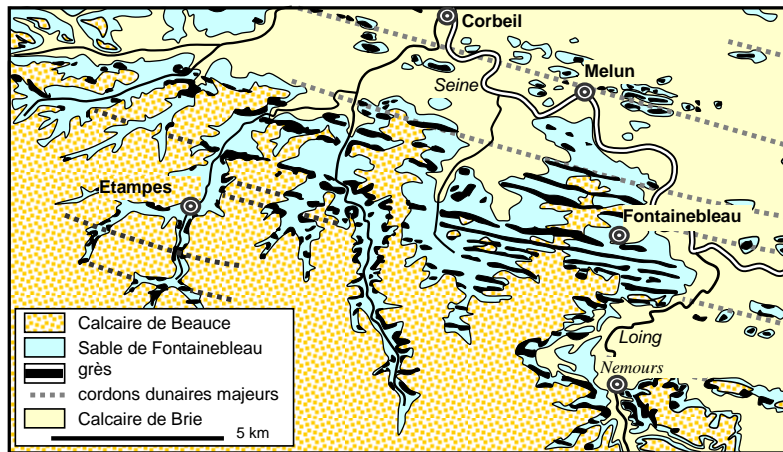 Corbeil
Seine
Melun
Etampes
Fontainebleau
Loing
Nemours
Calcaire de Beauce
Sable de Fontainebleau
grès
cordons dunaires majeurs
Calcaire de Brie
5 km